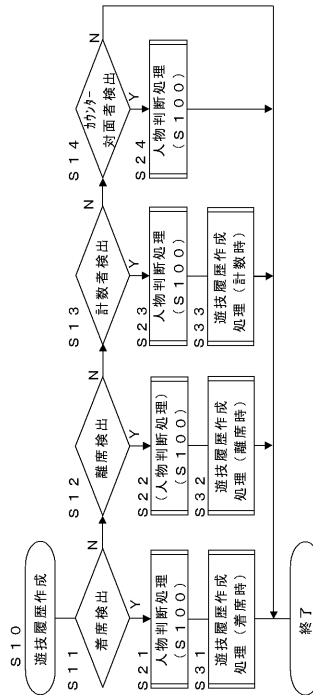 S10
遊技履歴作成
S11
着席検出
N
Y
S21
人物判断処理
(S100)
S31
遊技履歴作成
処理(着席時)
終了
S12
離席検出
N
Y
S22
(人物判断処理)
(S100)
S32
遊技履歴作成
処理(離席時)
S13
計数者検出
N
Y
S23
人物判断処理
(S100)
S33
遊技履歴作成
処理(計数時)
S14
カウンター
対面者検出
N
Y
S24
人物判断処理
(S100)